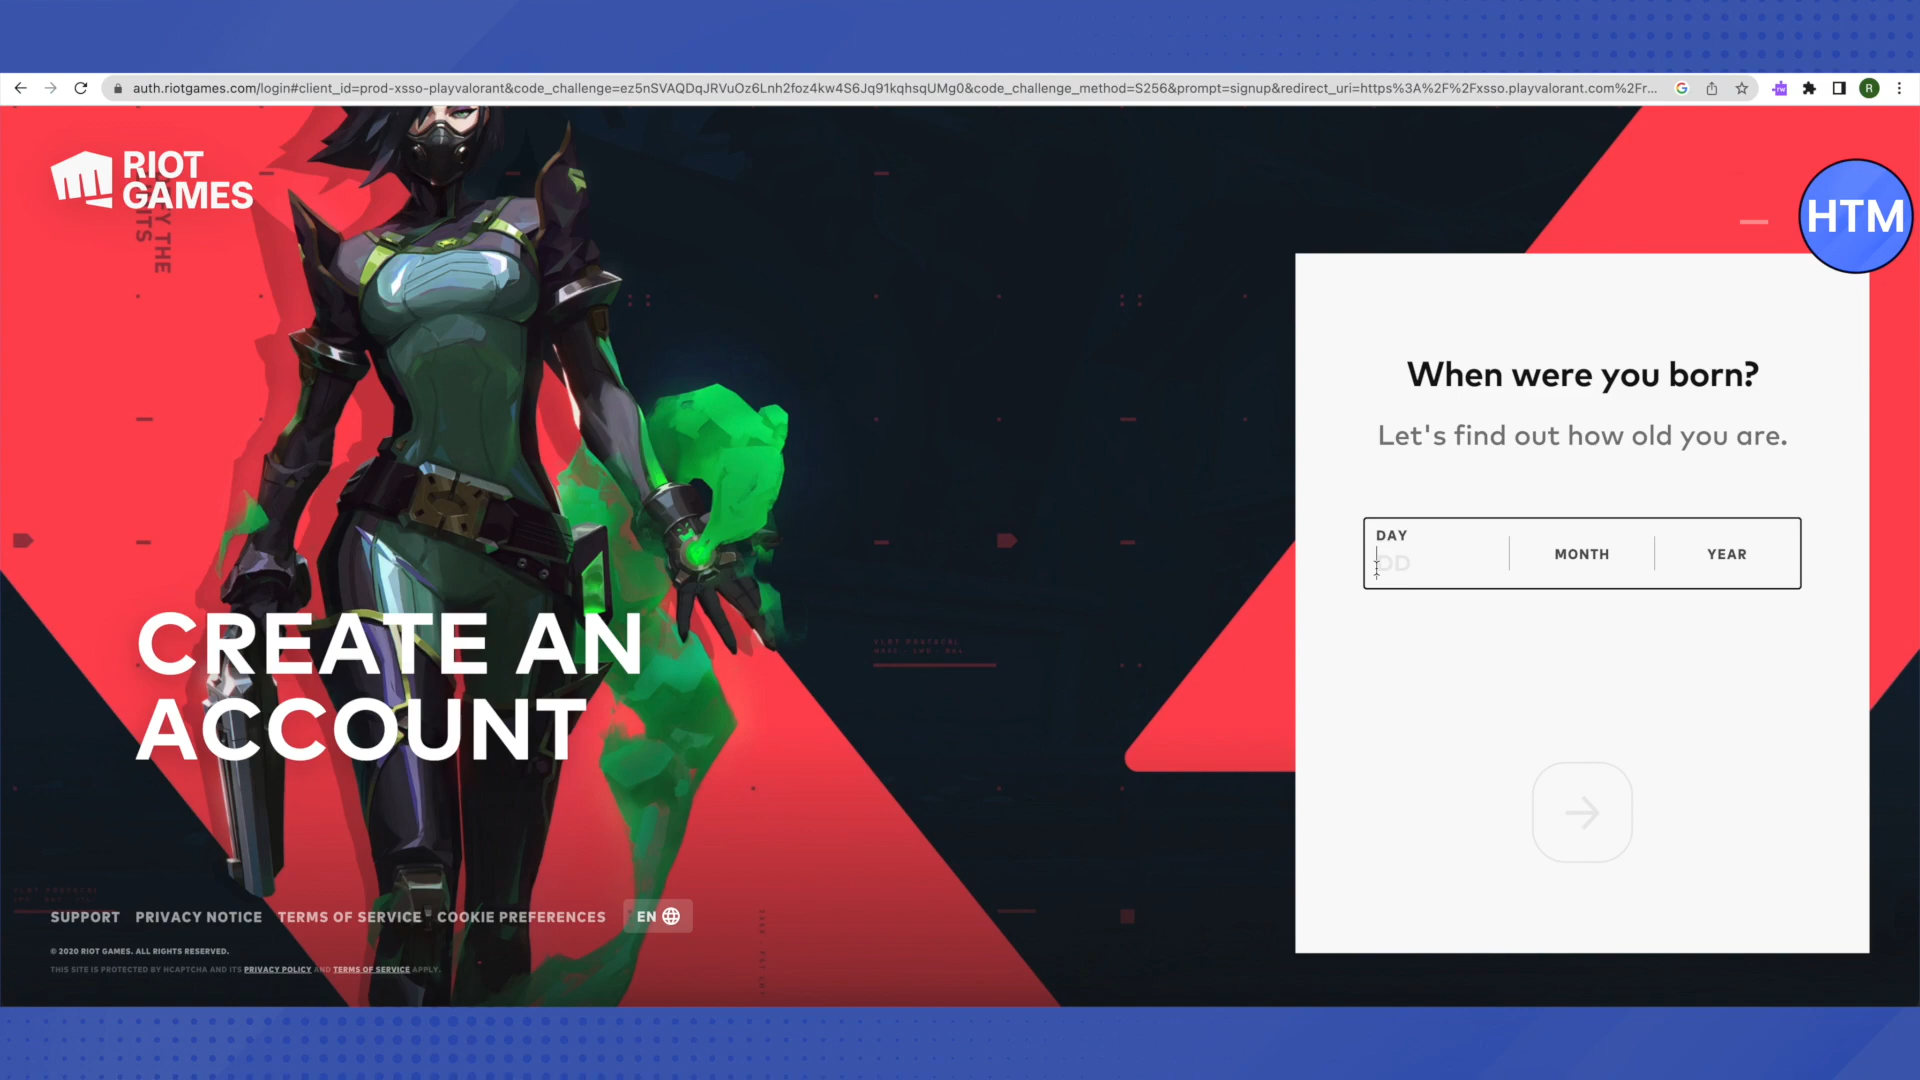 auth.riotgames.com/login#client_id=prod-xsso-playvalorant&code_challenge=ez5nSVAQDqJRVuOz6Lnh2foz4kw4S6Jq91kqhsqUMg0&code_challenge_method=S256&prompt=signup&redirect_uri=https%3A%2F%2Fxsso.playvalorant.com%2Fr...
R
RIOT
GAMES
HTM
When were you born?
Let's find out how old you are.
DAY
DD
MONTH
YEAR
CREATE AN
ACCOUNT
SUPPORT PRIVACY NOTICE TERMS OF SERVICE COOKIE PREFERENCES EN
© 2020 RIOT GAMES. ALL RIGHTS RESERVED.
THIS SITE IS PROTECTED BY HCAPTCHA AND ITS PRIVACY POLICY AND TERMS OF SERVICE APPLY.